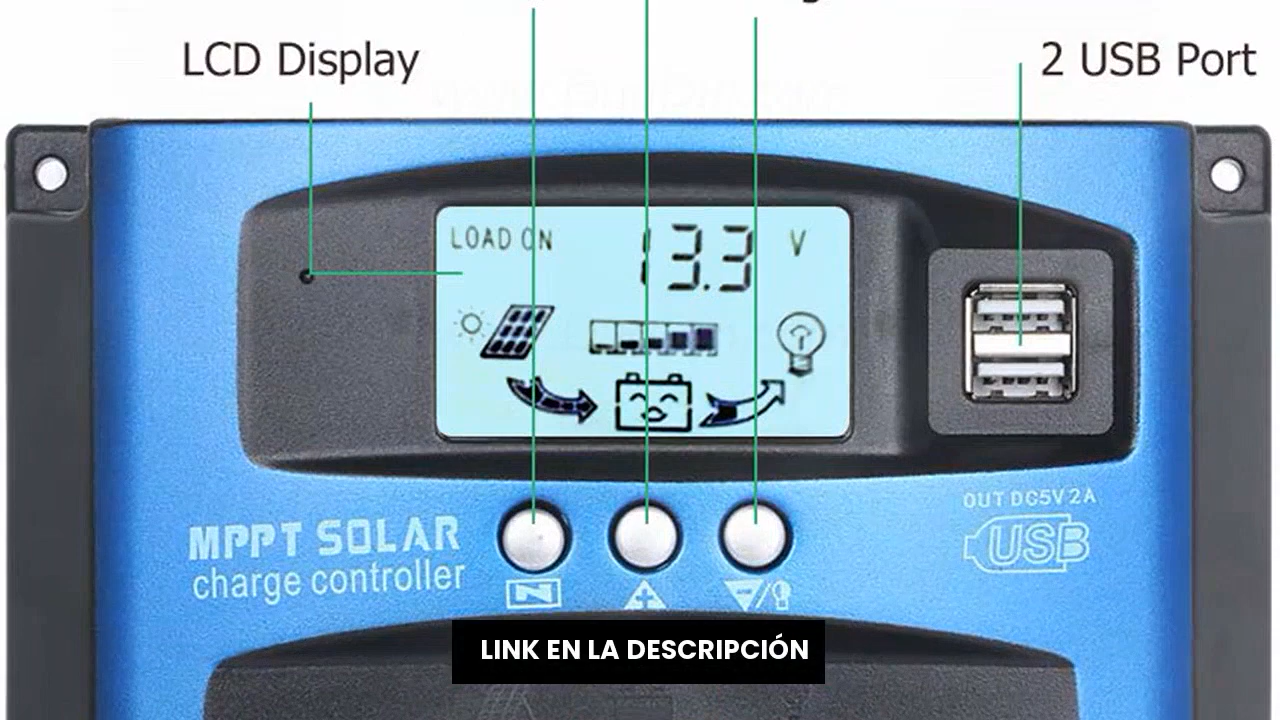 LCD Display
2 USB Port
LOAD ON
13.3 V
OUT DC5V 2A
MPPT SOLAR
charge controller
USB
LINK EN LA DESCRIPCIÓN